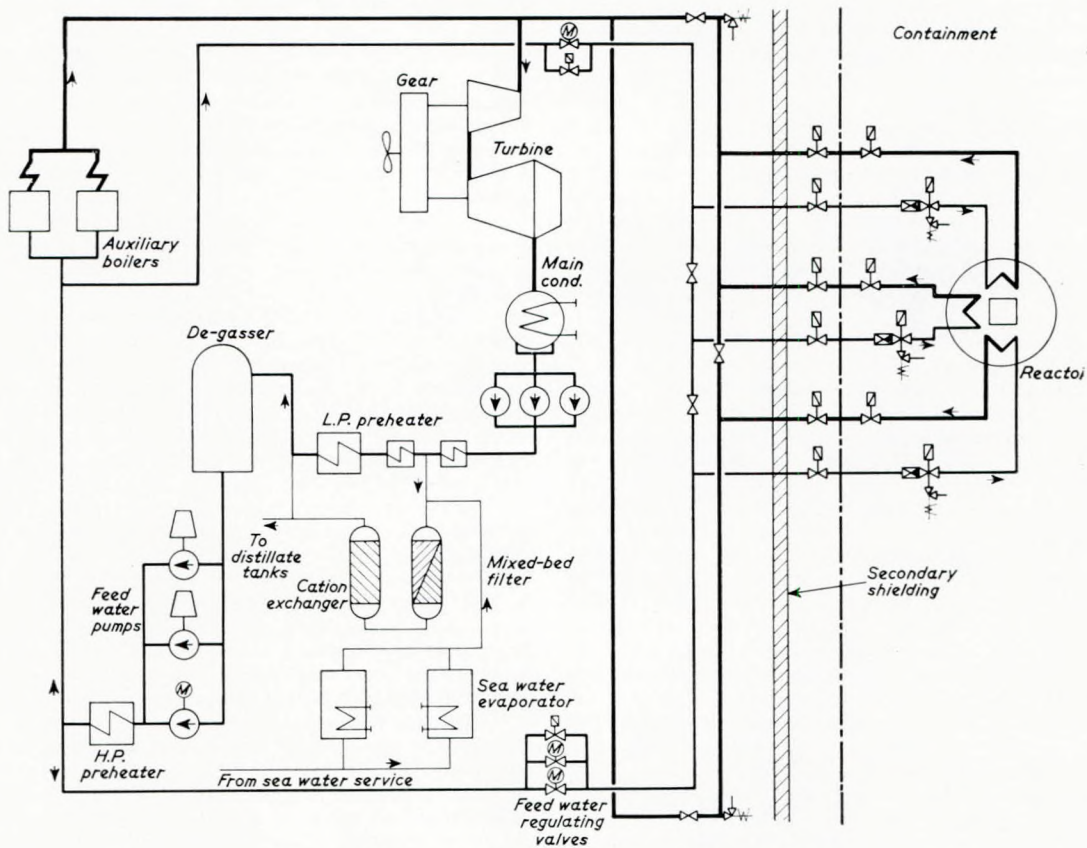 Containment
M
Gear
Turbine
Auxiliary
boilers
Main
cond.
De-gasser
Reactor
L.P. preheater
To
distillate
tanks
Cation
exchanger
Mixed-bed
filter
Secondary
shielding
Feed
water
pumps
M
Sea water
evaporator
H.P.
preheater
M
M
From sea water service
Feed water
regulating
valves